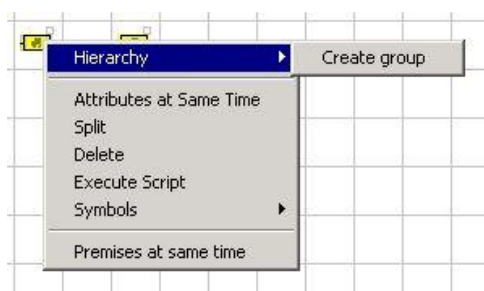 Hierarchy
Create group
Attributes at Same Time
Split
Delete
Execute Script
Symbols
Premises at same time